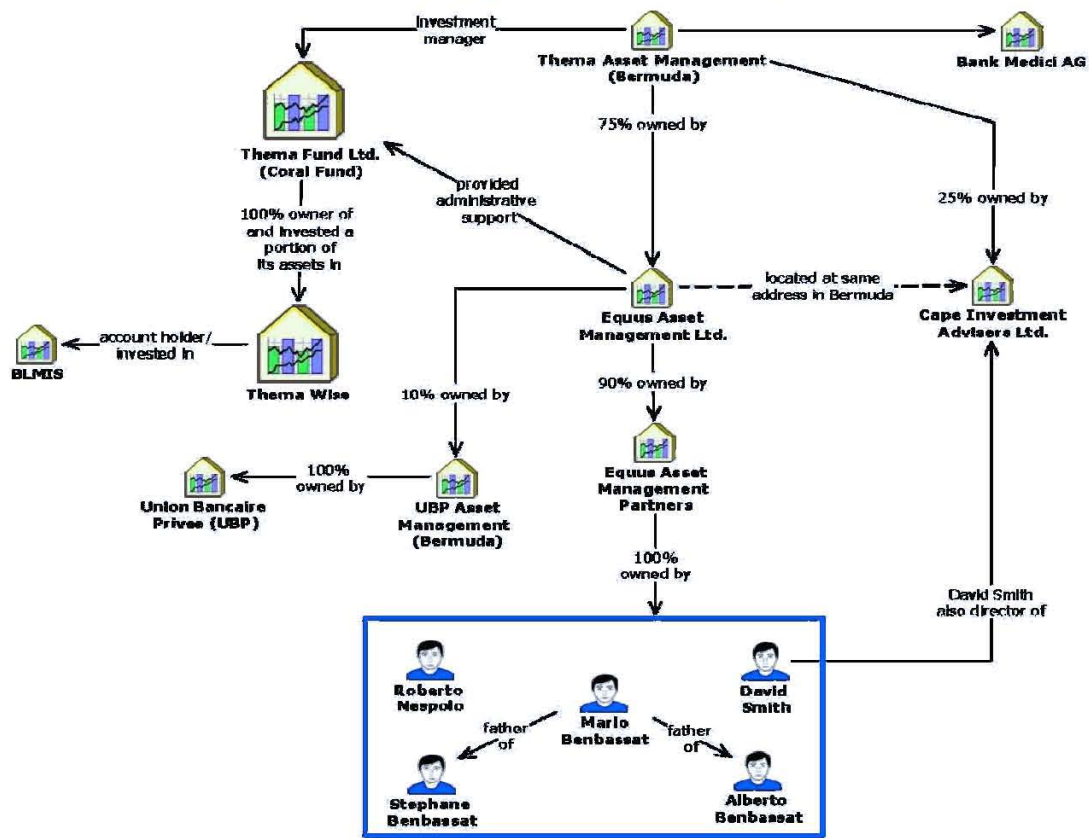 Investment
manager
Thema Asset Management
(Bermuda)
Bank Medici AG
75% owned by
Thema Fund Ltd.
(Coral Fund)
provided
administrative
support
25% owned by
100% owner of
and invested a
portion of
its assets in
located at same
address in Bermuda
Equus Asset
Management Ltd.
Cape Investment
Advisers Ltd.
account holder/
invested in
BLMIS
Thema Wise
90% owned by
10% owned by
100%
owned by
Union Bancaire
Privee (UBP)
UBP Asset
Management
(Bermuda)
Equus Asset
Management
Partners
100%
owned by
David Smith
also director of
Roberto
Nespolo
David
Smith
Mario
Benbassat
father
of
father
of
Stephane
Benbassat
Alberto
Benbassat